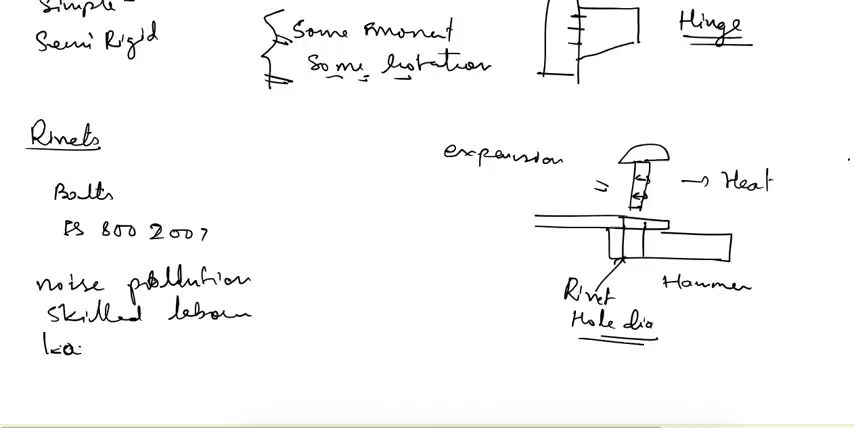 Simple -
Semi Rigid
Some moment
Some rotation
Hinge
Rivets
Bolts
IS 800 2007
noise pollution
skilled labour
expansion
=
→ Heat
Hammer
Rivet
Hole dia